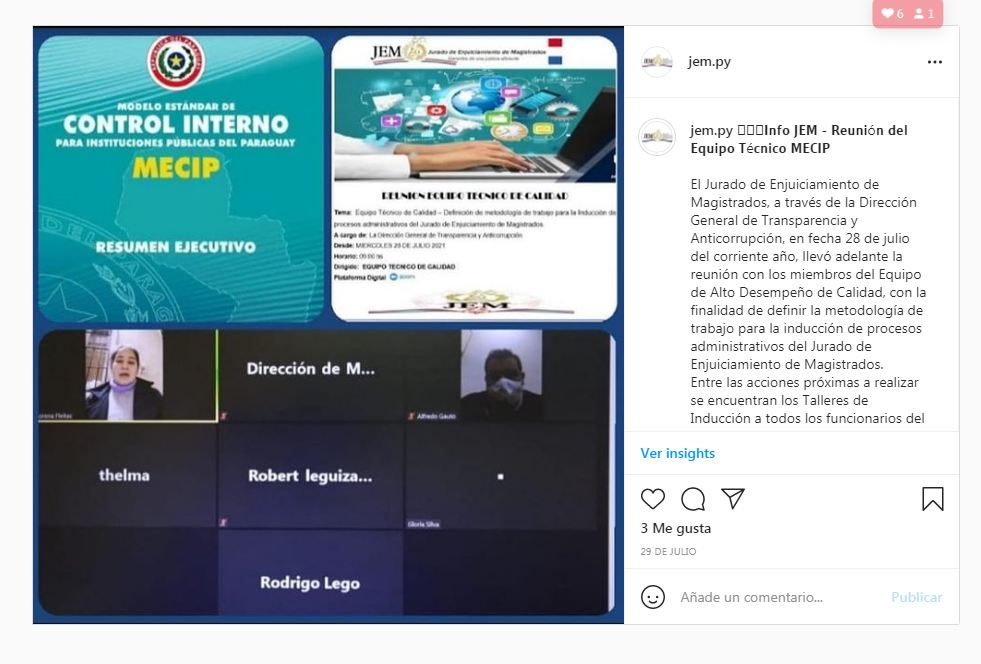 6 1
MODELO ESTÁNDAR DE
CONTROL INTERNO
PARA INSTITUCIONES PÚBLICAS DEL PARAGUAY
MECIP
RESUMEN EJECUTIVO
JEM Jurado de Enjuiciamiento de Magistrados
REUNION EQUIPO TECNICO DE CALIDAD
Tema: Equipo Técnico de Calidad – Definición de metodología de trabajo para la Inducción de
procesos administrativos del Jurado de Enjuiciamiento de Magistrados.
A cargo de: La Dirección General de Transparencia y Anticorrupción.
Desde: MIERCOLES 28 DE JULIO 2021
Horario: 09:00 hs
Dirigido: EQUIPO TECNICO DE CALIDAD
Plataforma Digital zoom
JEM
Dirección de M...
Alfredo Gauto
thelma
Robert leguiza...
Gloria Silva
Rodrigo Lego
jem.py
jem.py Info JEM - Reunión del
Equipo Técnico MECIP
El Jurado de Enjuiciamiento de
Magistrados, a través de la Dirección
General de Transparencia y
Anticorrupción, en fecha 28 de julio
del corriente año, llevó adelante la
reunión con los miembros del Equipo
de Alto Desempeño de Calidad, con la
finalidad de definir la metodología de
trabajo para la inducción de procesos
administrativos del Jurado de
Enjuiciamiento de Magistrados.
Entre las acciones próximas a realizar
se encuentran los Talleres de
Inducción a todos los funcionarios del
Ver insights
3 Me gusta
29 DE JULIO
Añade un comentario...
Publicar